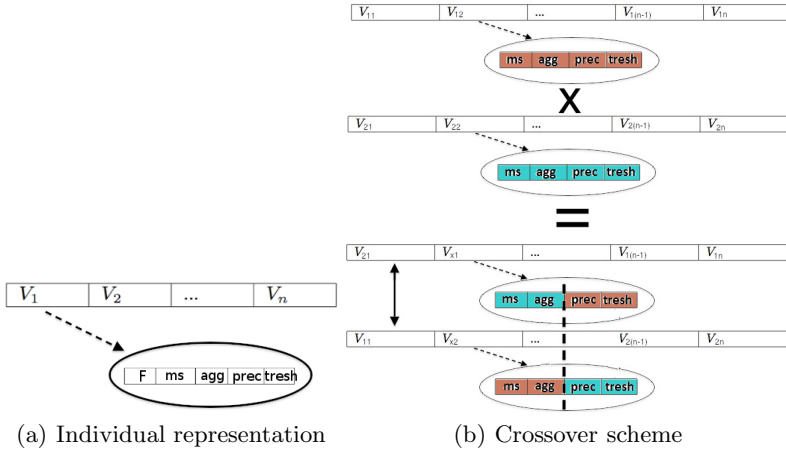 V11 V12 ... V1(n-1) V1n
ms agg prec tresh
X
V21 V22 ... V2(n-1) V2n
ms agg prec tresh
=
V21 Vx1 ... V1(n-1) V1n
ms agg prec tresh
V11 Vx2 ... V2(n-1) V2n
ms agg prec tresh
V1 V2 ... Vn
F ms agg prec tresh
(a) Individual representation
(b) Crossover scheme